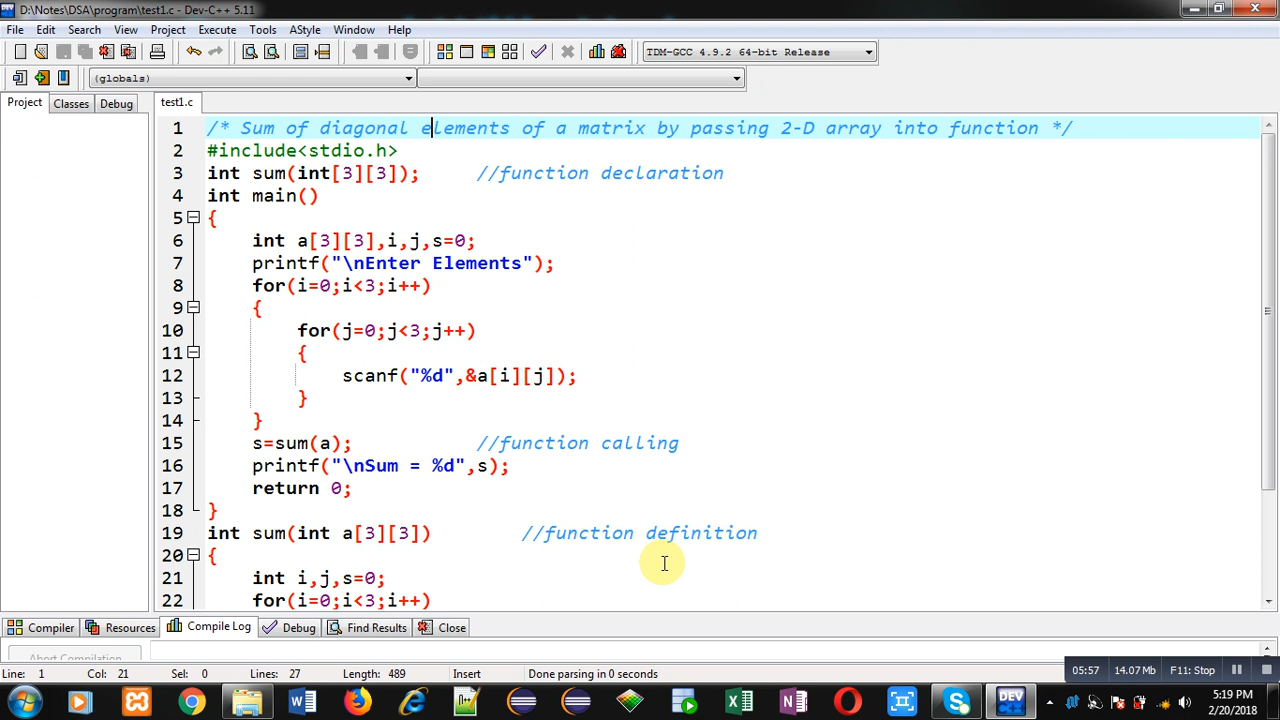 D:\Notes\DSA\program\test1.c - Dev-C++ 5.11
File Edit Search View Project Execute Tools AStyle Window Help
TDM-GCC 4.9.2 64-bit Release
(globals)
Project Classes Debug test1.c
1 /* Sum of diagonal elements of a matrix by passing 2-D array into function */
2 #include<stdio.h>
3 int sum(int[3][3]); //function declaration
4 int main()
5 {
6 int a[3][3],i,j,s=0;
7 printf("\nEnter Elements");
8 for(i=0;i<3;i++)
9 {
10 for(j=0;j<3;j++)
11 {
12 scanf("%d",&a[i][j]);
13 }
14 }
15 s=sum(a); //function calling
16 printf("\nSum = %d",s);
17 return 0;
18 }
19 int sum(int a[3][3]) //function definition
20 {
21 int i,j,s=0;
22 for(i=0;i<3;i++)
Compiler Resources Compile Log Debug Find Results Close
Abort Compilation
Line: 1 Col: 21 Sel: 0 Lines: 27 Length: 489 Insert Done parsing in 0 seconds
05:57 14.07 Mb F11: Stop
5:19 PM
2/20/2018